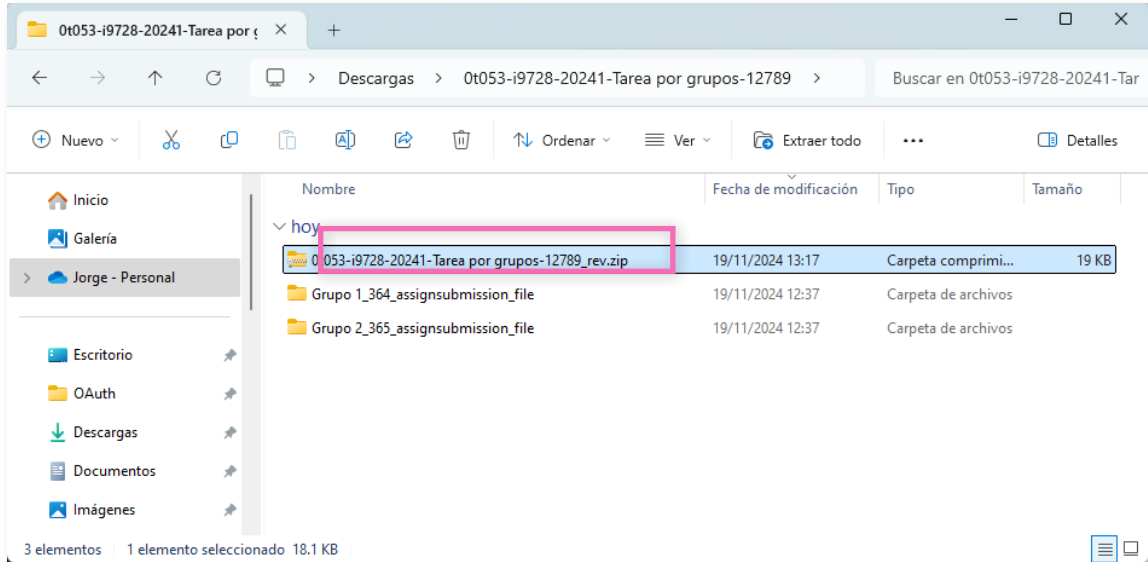 0t053-i9728-20241-Tarea por g
Descargas > 0t053-i9728-20241-Tarea por grupos-12789 >
Buscar en 0t053-i9728-20241-Tar
Nuevo
Ordenar
Ver
Extraer todo
Detalles
Inicio
Galería
Jorge - Personal
Escritorio
OAuth
Descargas
Documentos
Imágenes
Nombre Fecha de modificación Tipo Tamaño
hoy
0t053-i9728-20241-Tarea por grupos-12789_rev.zip 19/11/2024 13:17 Carpeta comprimi... 19 KB
Grupo 1_364_assignsubmission_file 19/11/2024 12:37 Carpeta de archivos
Grupo 2_365_assignsubmission_file 19/11/2024 12:37 Carpeta de archivos
3 elementos 1 elemento seleccionado 18.1 KB